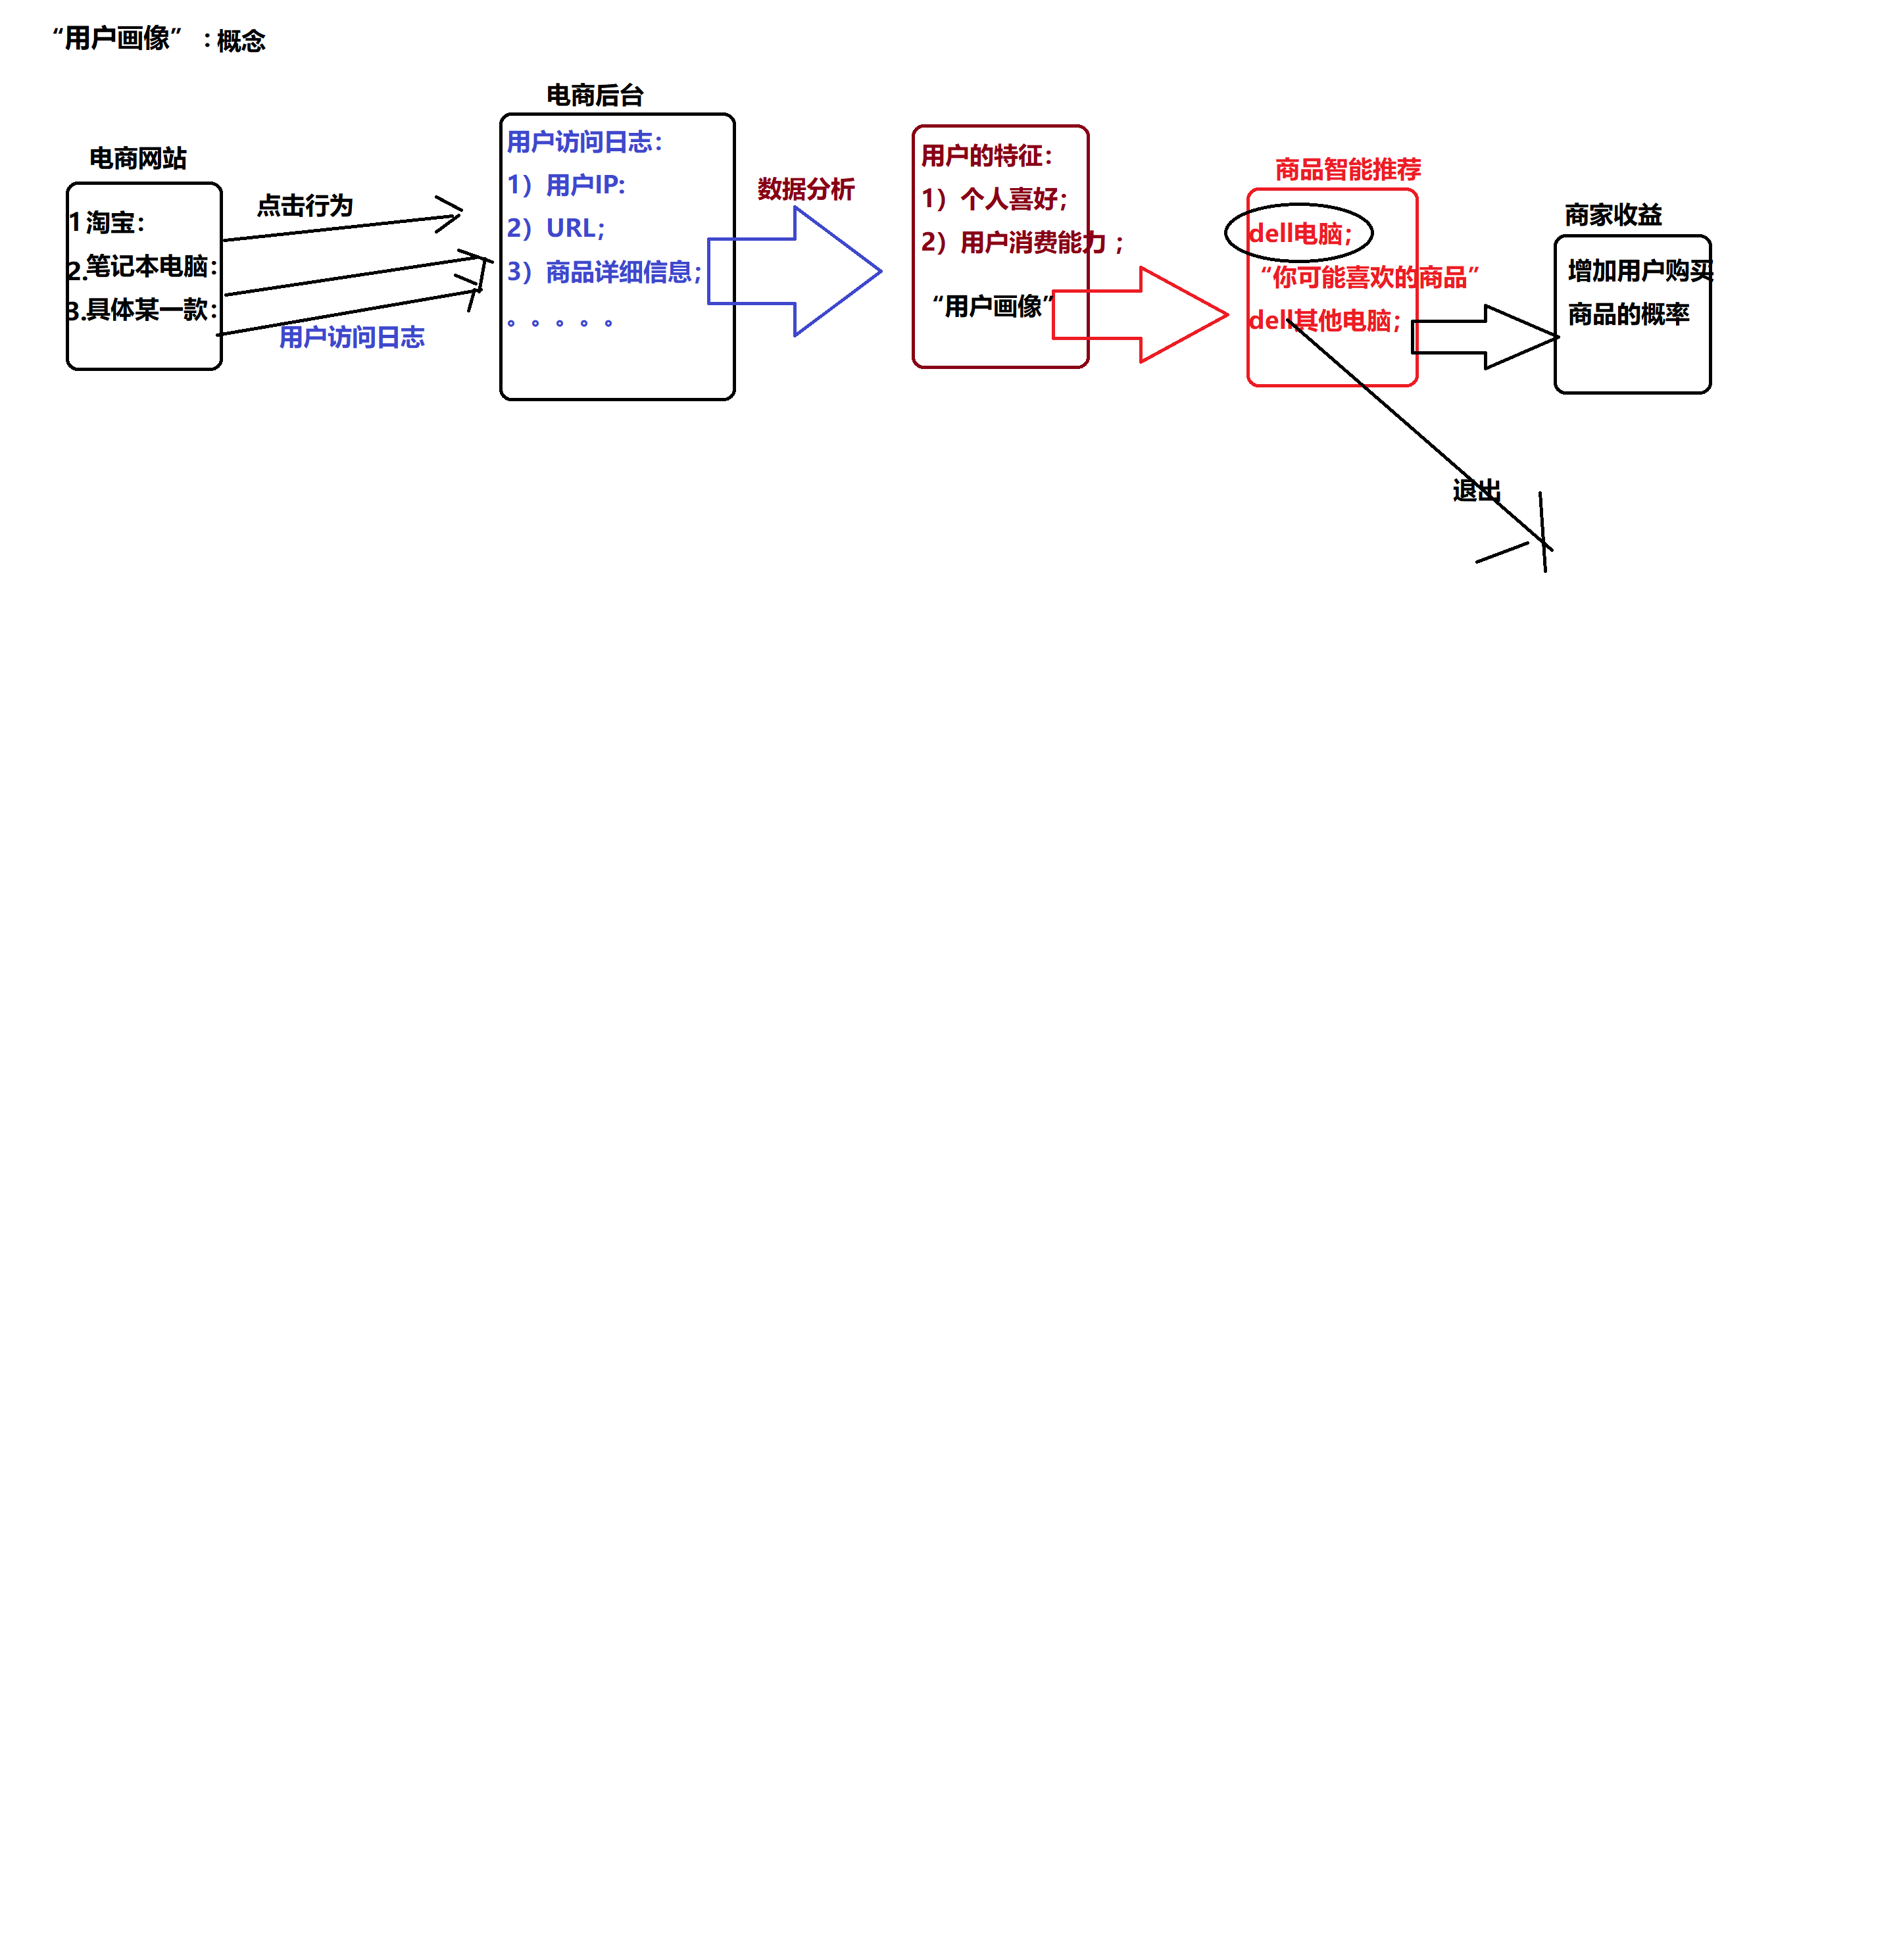 “用户画像” : 概念
电商网站
1 淘宝：
2.笔记本电脑：
3.具体某一款：
点击行为
用户访问日志
电商后台
用户访问日志：
1）用户IP:
2）URL；
3）商品详细信息；
。。。。。
数据分析
用户的特征：
1）个人喜好；
2）用户消费能力；
“用户画像”
商品智能推荐
dell电脑；
“你可能喜欢的商品”
dell其他电脑；
退出
商家收益
增加用户购买
商品的概率